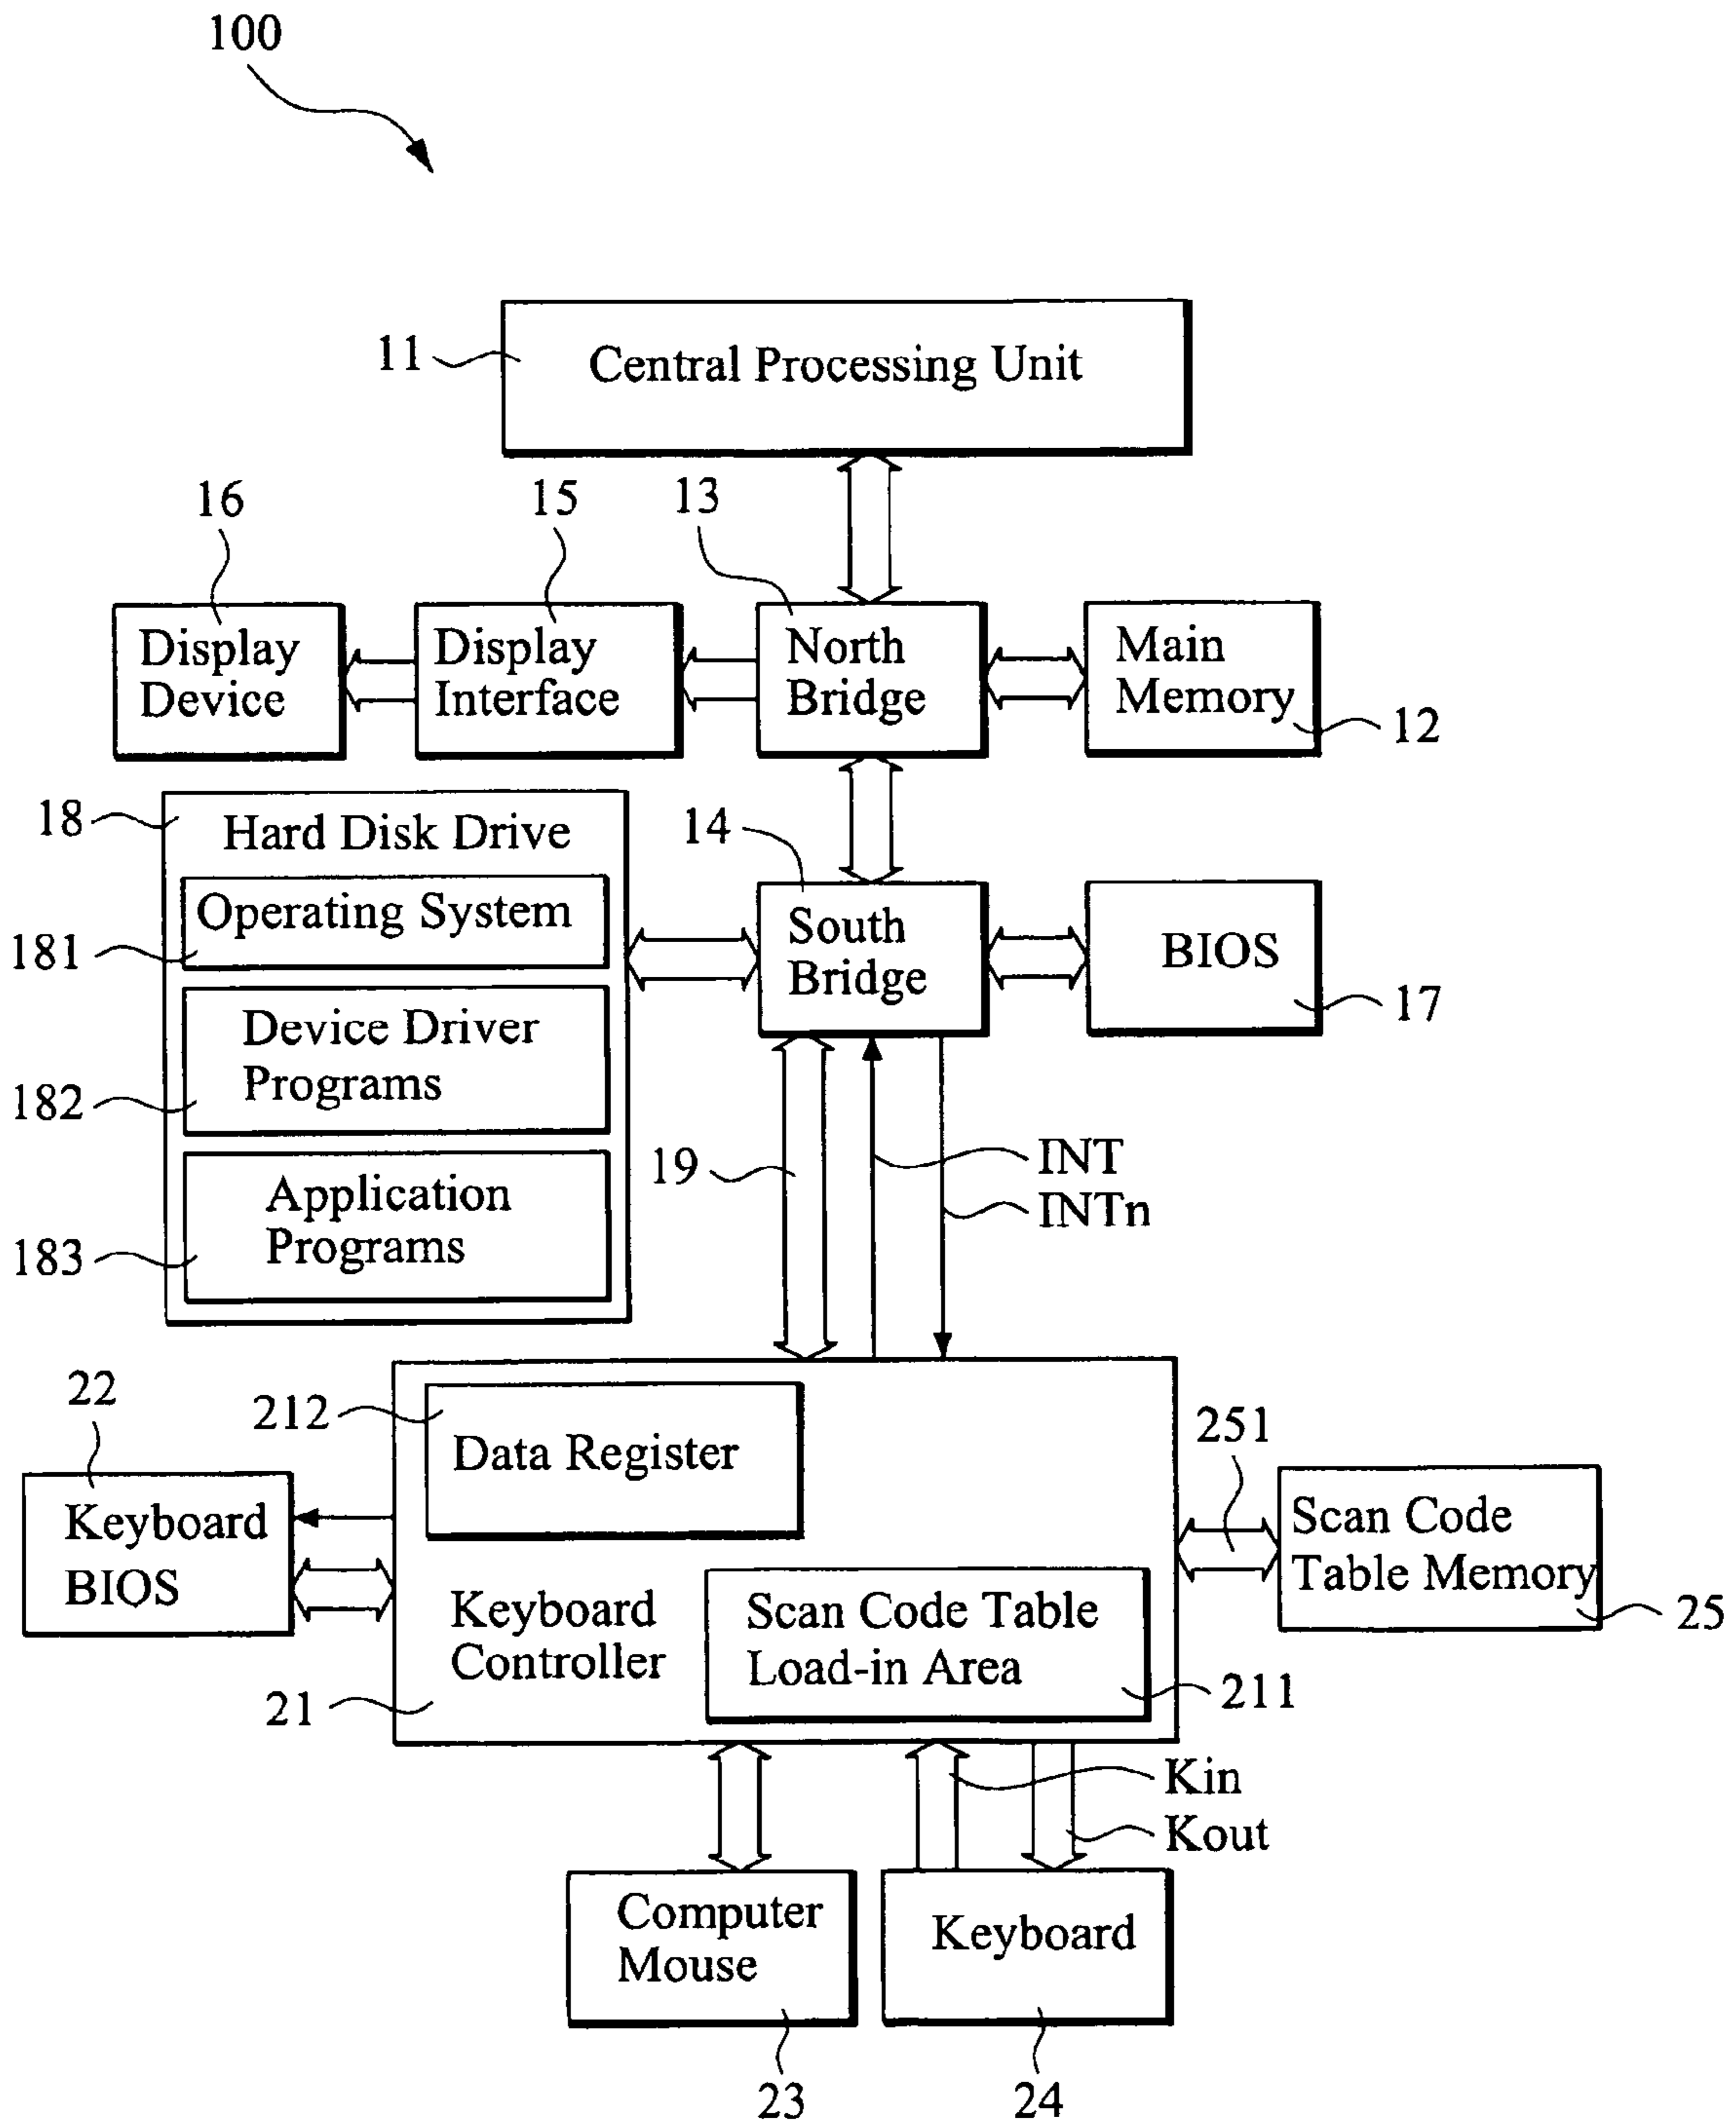 100
11
Central Processing Unit
16
15
13
Display
Device
Display
Interface
North
Bridge
Main
Memory
12
18
Hard Disk Drive
14
Operating System
181
South
Bridge
BIOS
17
Device Driver
Programs
182
19
INT
INTn
Application
Programs
183
22
212
Data Register
251
Keyboard
BIOS
Scan Code
Table Memory
25
Keyboard
Controller
21
Scan Code Table
Load-in Area
211
Kin
Kout
Computer
Mouse
Keyboard
23
24